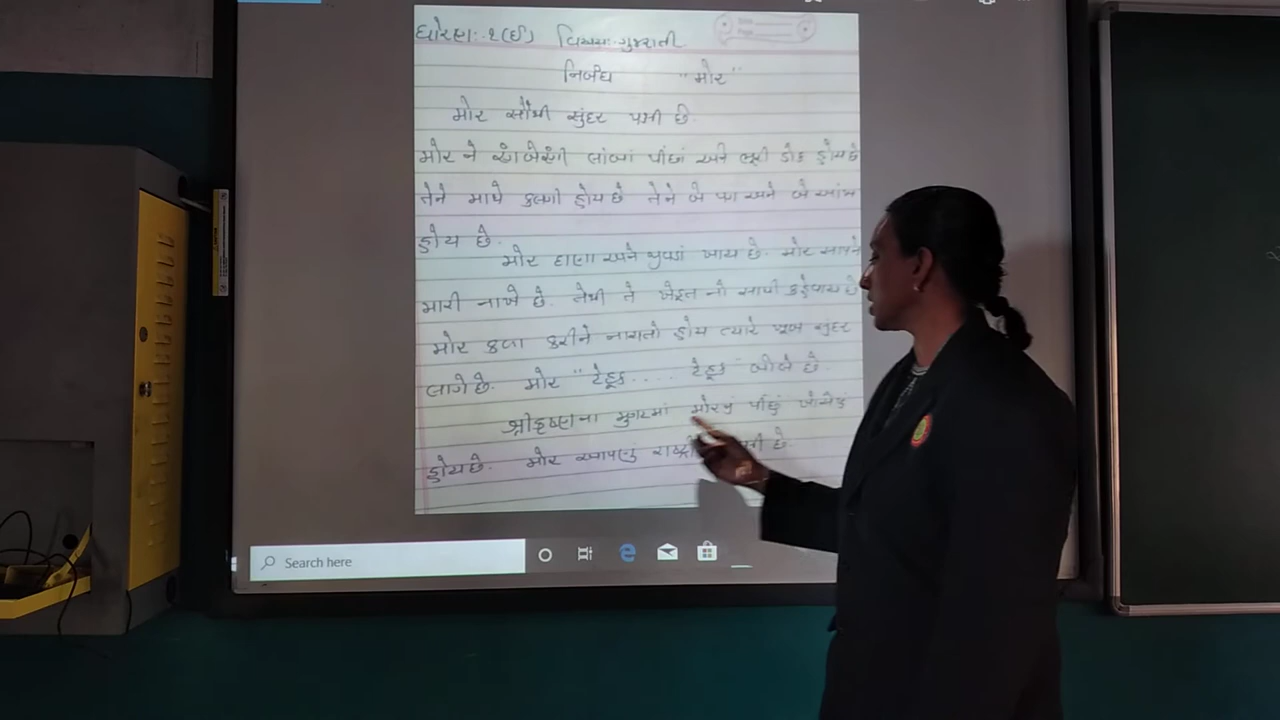 ધોરણ:-૨(ઈ) વિષય:-ગુજરાતી
નિબંધ "મોર"
મોર સૌથી સુંદર પક્ષી છે.
મોર ને રંગબેરંગી લાંબાં પીંછાં અને ભૂરી ડોક હોય છે
તેને માથે કલગી હોય છે તેને બે પગ અને બે આંખ
હોય છે.
મોર દાણા અને જીવડાં ખાય છે. મોર સાપને
મારી નાખે છે. તેથી તે ખેડૂત નો સાથી કહેવાય છે
મોર કળા કરીને નાચતો હોય ત્યારે ખૂબ સુંદર
લાગે છે. મોર "ટેહૂક.... ટેહૂક" બોલે છે.
શ્રીકૃષ્ણના મુગટમાં મોરનું પીંછું ખોસેલું
હોય છે. મોર આપણું છે.
Search here